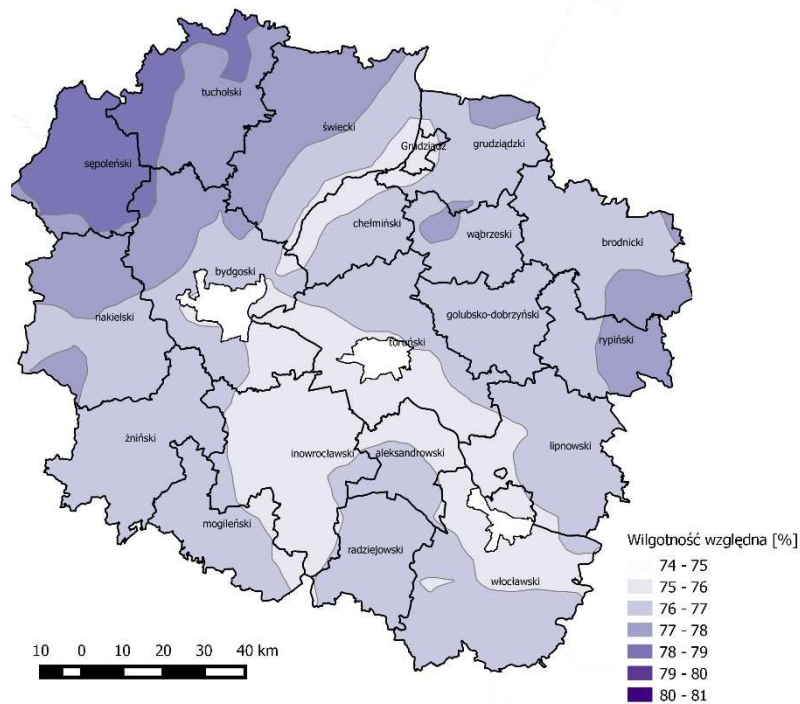 tucholski
świecki
Grudziądz
grudziądzki
sępoleński
chełmiński
wąbrzeski
brodnicki
bydgoski
nakielski
golubsko-dobrzyński
toruński
rypiński
żniński
inowrocławski
aleksandrowski
lipnowski
mogileński
radziejowski
włocławski
Wilgotność względna [%]
74 - 75
75 - 76
76 - 77
77 - 78
78 - 79
79 - 80
80 - 81
10 0 10 20 30 40 km